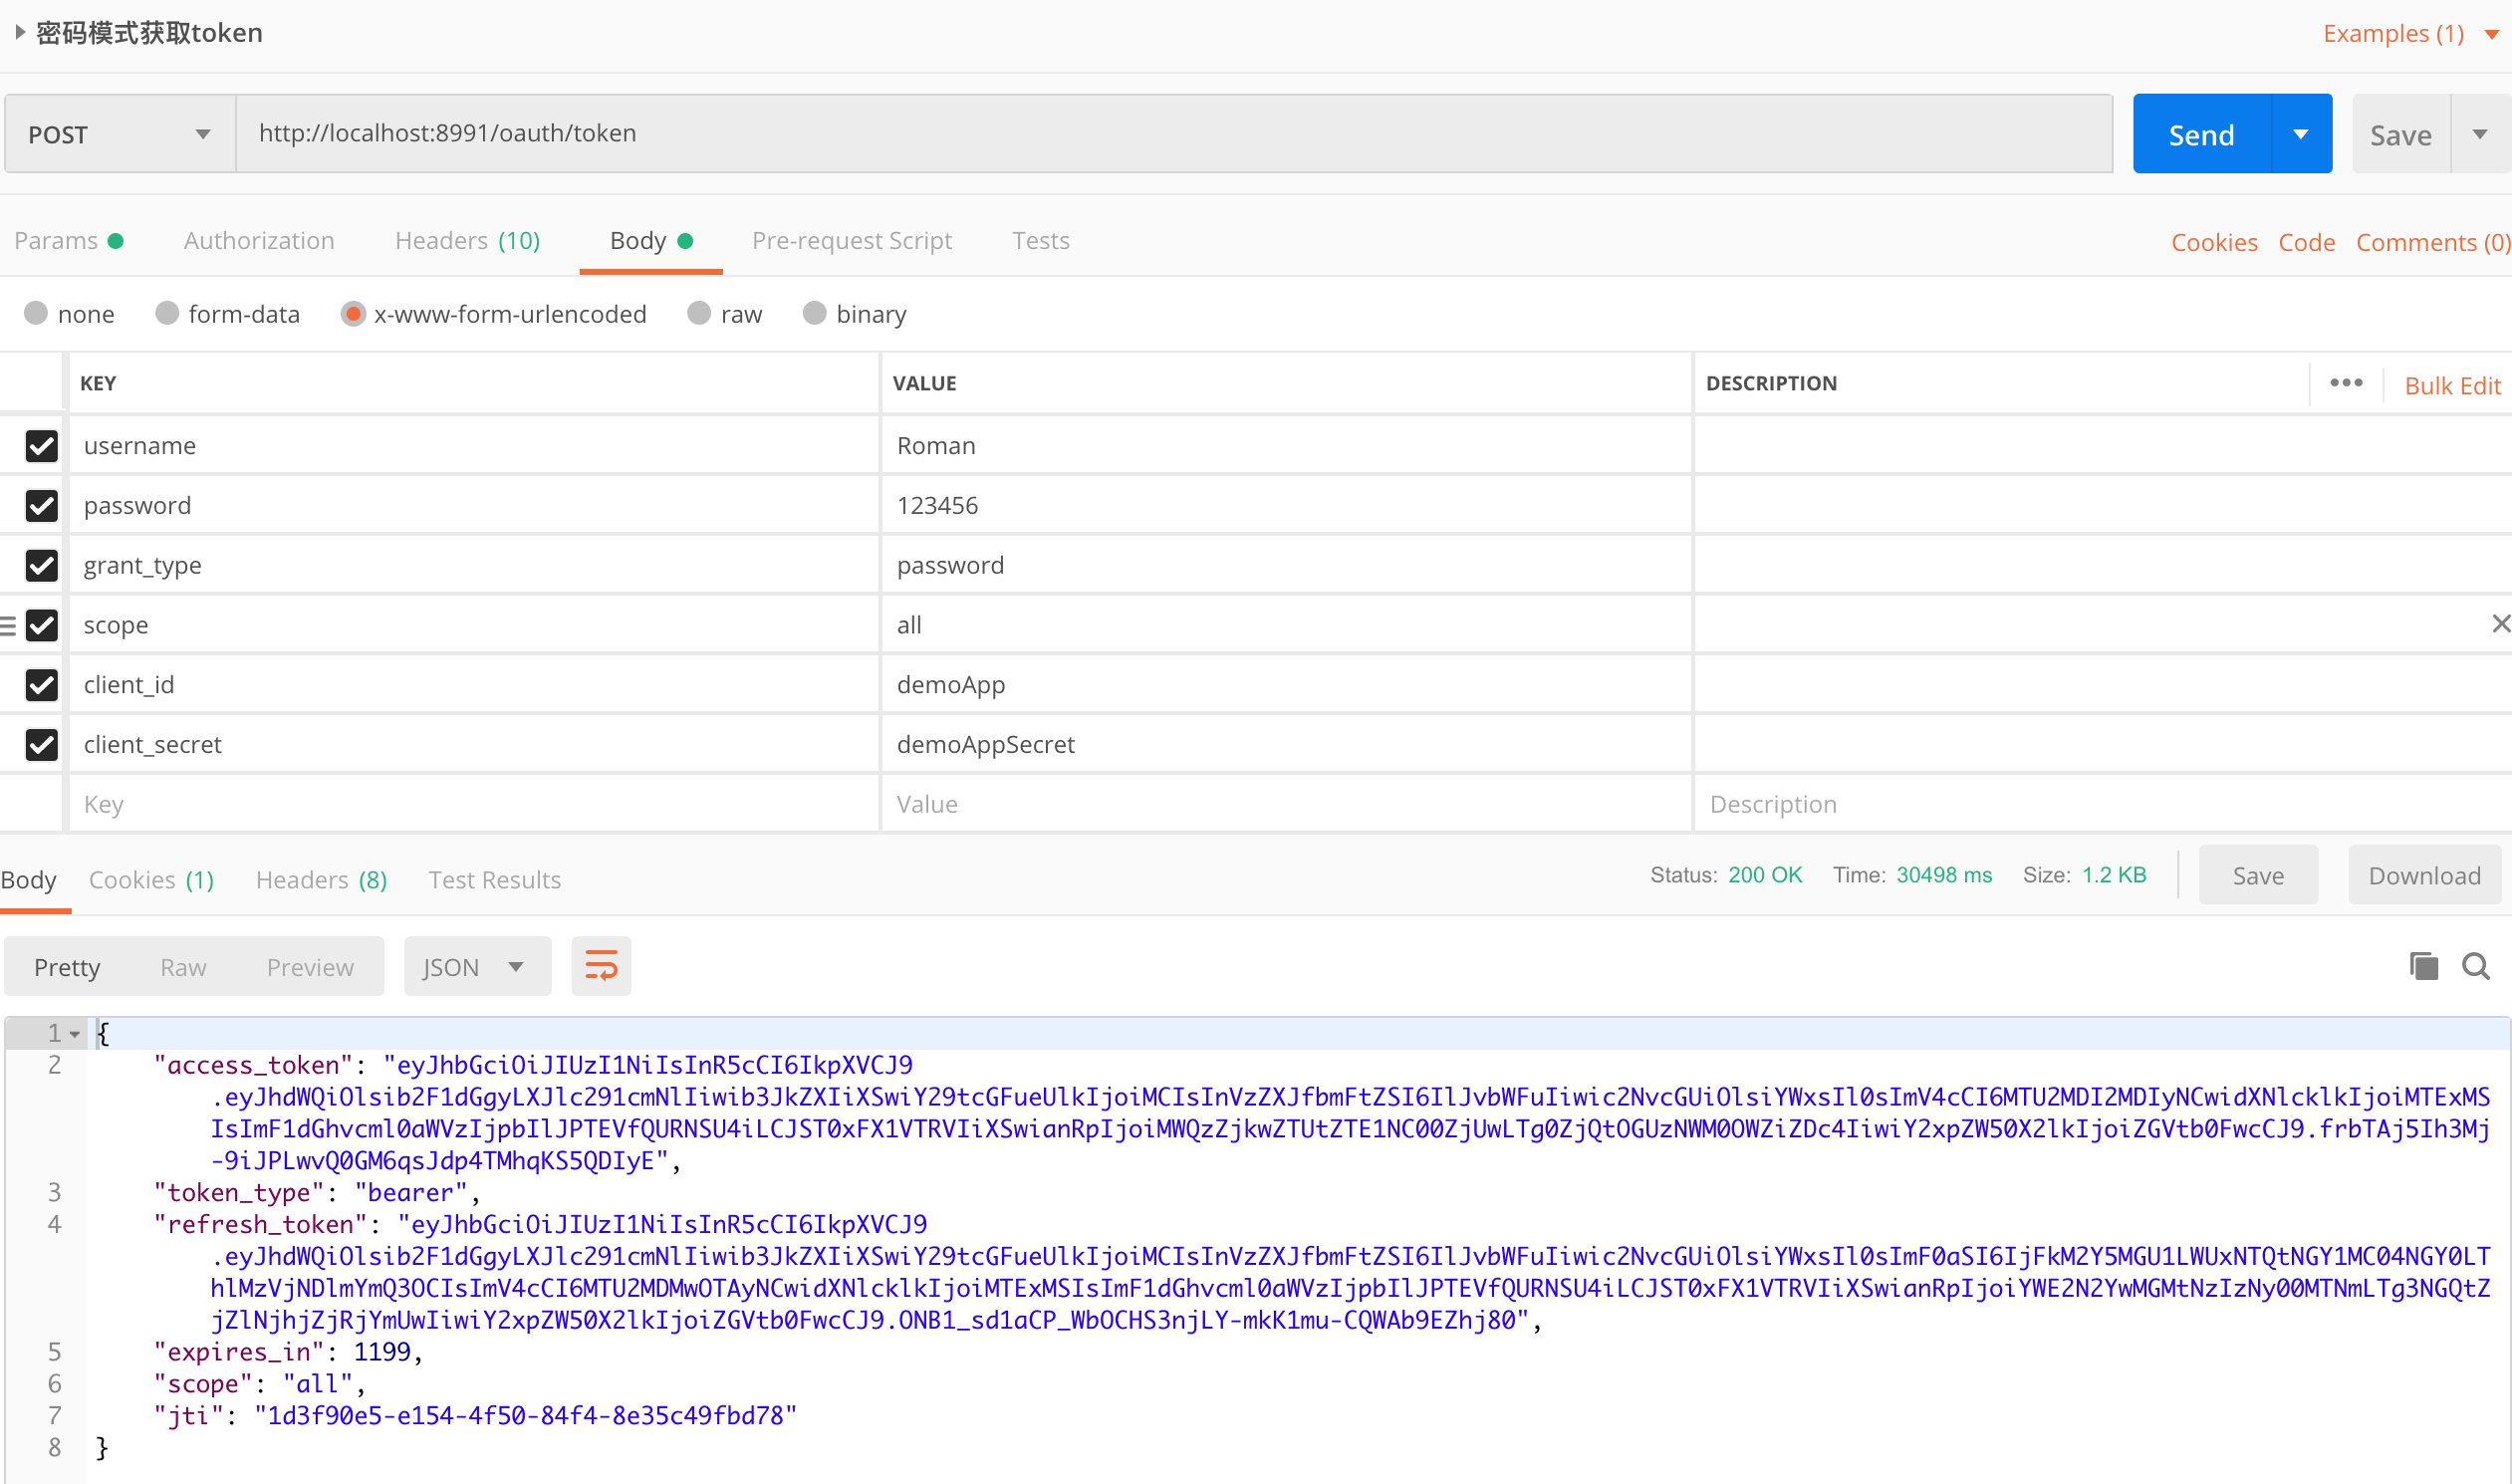 密码模式获取token
Examples (1)
POST
http://localhost:8991/oauth/token
Send
Save
Params
Authorization
Headers (10)
Body
Pre-request Script
Tests
Cookies
Code
Comments (0)
none
form-data
x-www-form-urlencoded
raw
binary
KEY
VALUE
DESCRIPTION
Bulk Edit
username
Roman
password
123456
grant_type
password
scope
all
client_id
demoApp
client_secret
demoAppSecret
Key
Value
Description
Body
Cookies (1)
Headers (8)
Test Results
Status: 200 OK
Time: 30498 ms
Size: 1.2 KB
Save
Download
Pretty
Raw
Preview
JSON
1 {
2 "access_token": "eyJhbGciOiJIUzI1NiIsInR5cCI6IkpXVCJ9
.eyJhdWQiOlsib2F1dGgyLXJlc291cmNlIiwib3JkZXIiXSwiY29tcGFueUlkIjoiMCIsInVzZXJfbmFtZSI6IlJvbWFuIiwic2NvcGUiOlsiYWxsIl0sImV4cCI6MTU2MDI2MDIyNCwidXNlcklkIjoiMTExMS
IsImF1dGhvcml0aWVzIjpbIlJPTEVfQURNSU4iLCJST0xFX1VTRVIiXSwianRpIjoiMWQzZjkwZTUtZTE1NC00ZjUwLTg0ZjQtOGUzNWM0OWZiZDc4IiwiY2xpZW50X2lkIjoiZGVtb0FwcCJ9.frbTAj5Ih3Mj
-9iJPLwvQ0GM6qsJdp4TMhqKS5QDIyE",
3 "token_type": "bearer",
4 "refresh_token": "eyJhbGciOiJIUzI1NiIsInR5cCI6IkpXVCJ9
.eyJhdWQiOlsib2F1dGgyLXJlc291cmNlIiwib3JkZXIiXSwiY29tcGFueUlkIjoiMCIsInVzZXJfbmFtZSI6IlJvbWFuIiwic2NvcGUiOlsiYWxsIl0sImF0aSI6IjFkM2Y5MGU1LWUxNTQtNGY1MC04NGY0LT
hlMzVjNDlmYmQ3OCIsImV4cCI6MTU2MDMwOTAyNCwidXNlcklkIjoiMTExMSIsImF1dGhvcml0aWVzIjpbIlJPTEVfQURNSU4iLCJST0xFX1VTRVIiXSwianRpIjoiYWE2N2YwMGMtNzIzNy00MTNmLTg3NGQtZ
jZlNjhjZjRjYmUwIiwiY2xpZW50X2lkIjoiZGVtb0FwcCJ9.ONB1_sd1aCP_WbOCHS3njLY-mkK1mu-CQWAb9EZhj80",
5 "expires_in": 1199,
6 "scope": "all",
7 "jti": "1d3f90e5-e154-4f50-84f4-8e35c49fbd78"
8 }